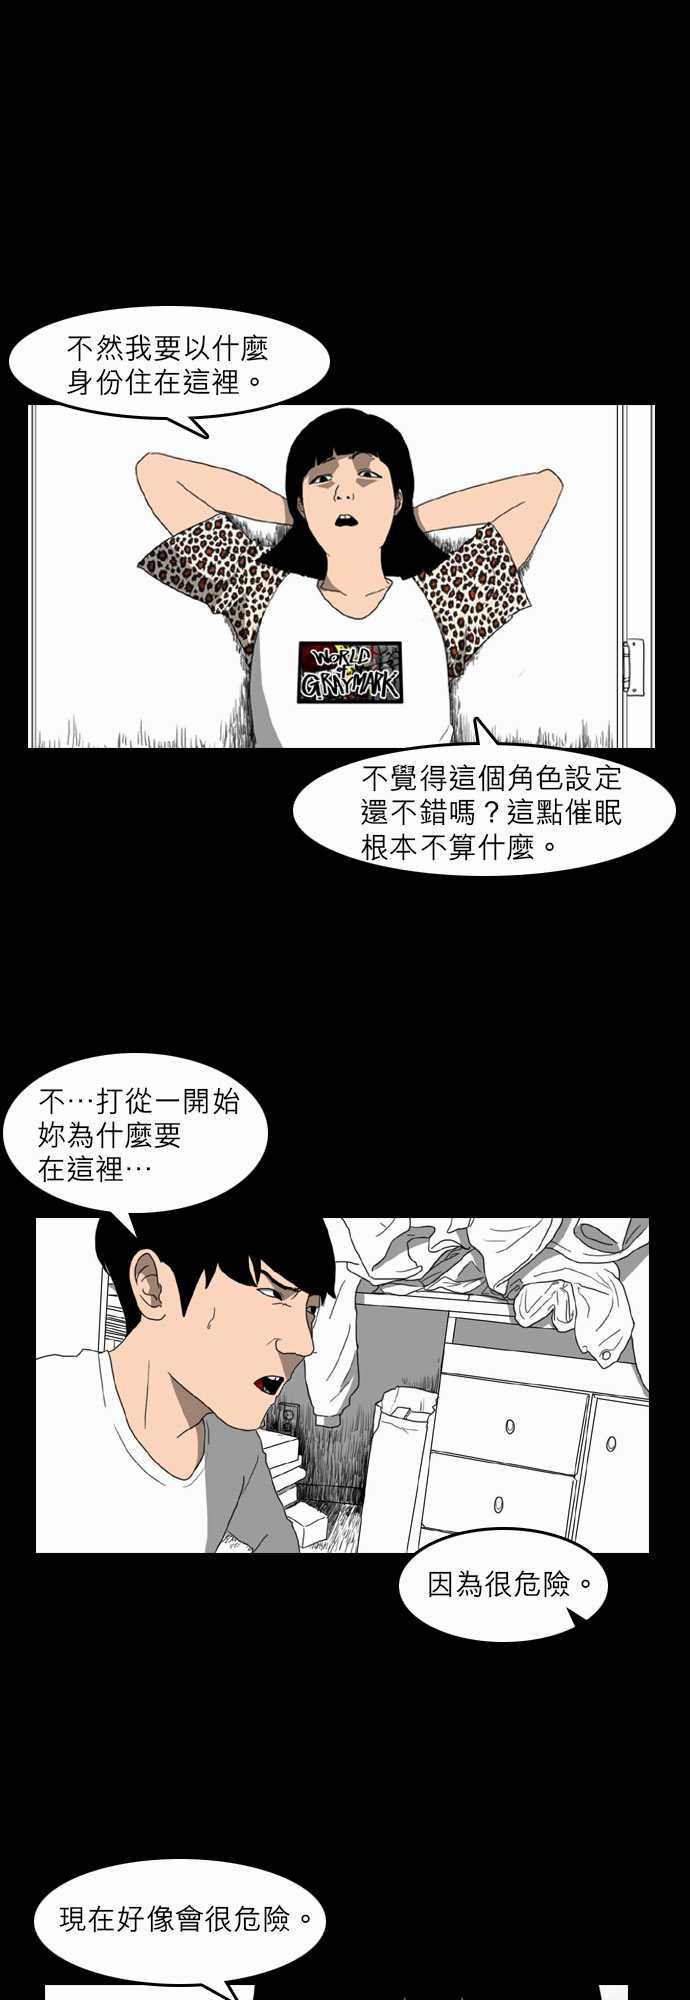 不然我要以什麼
身份住在這裡。
WORLD
GRAYMARK
不覺得這個角色設定
還不錯嗎？這點催眠
根本不算什麼。
不⋯打從一開始
妳為什麼要
在這裡⋯
因為很危險。
現在好像會很危險。